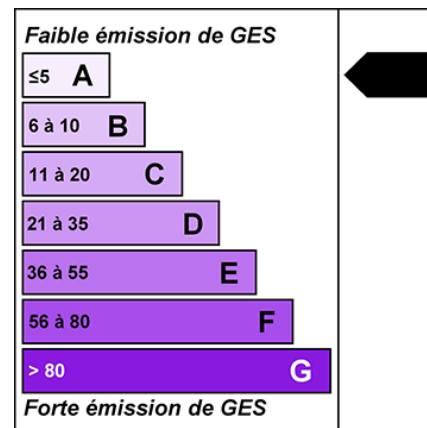 Faible émission de GES
≤5 A
6 à 10 B
11 à 20 C
21 à 35 D
36 à 55 E
56 à 80 F
> 80 G
Forte émission de GES